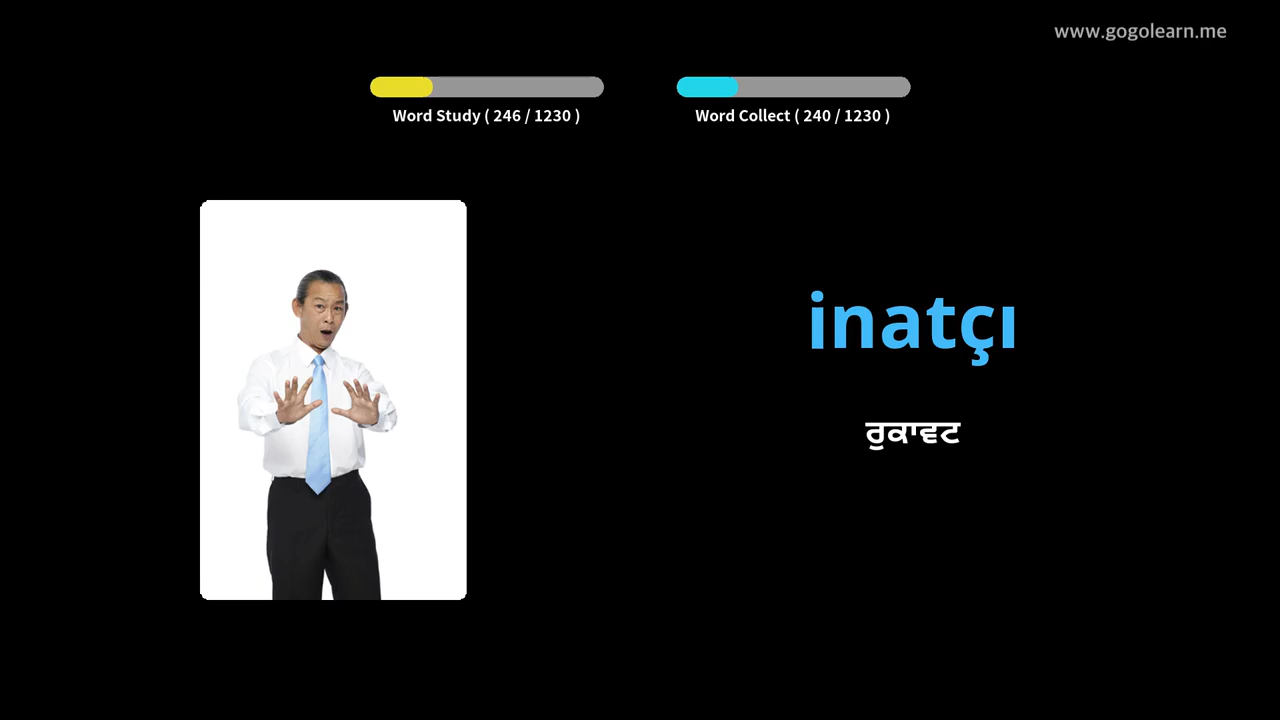 www.gogolearn.me
Word Study ( 246 / 1230 )
Word Collect ( 240 / 1230 )
inatçı
ਰੁਕਾਵਟ